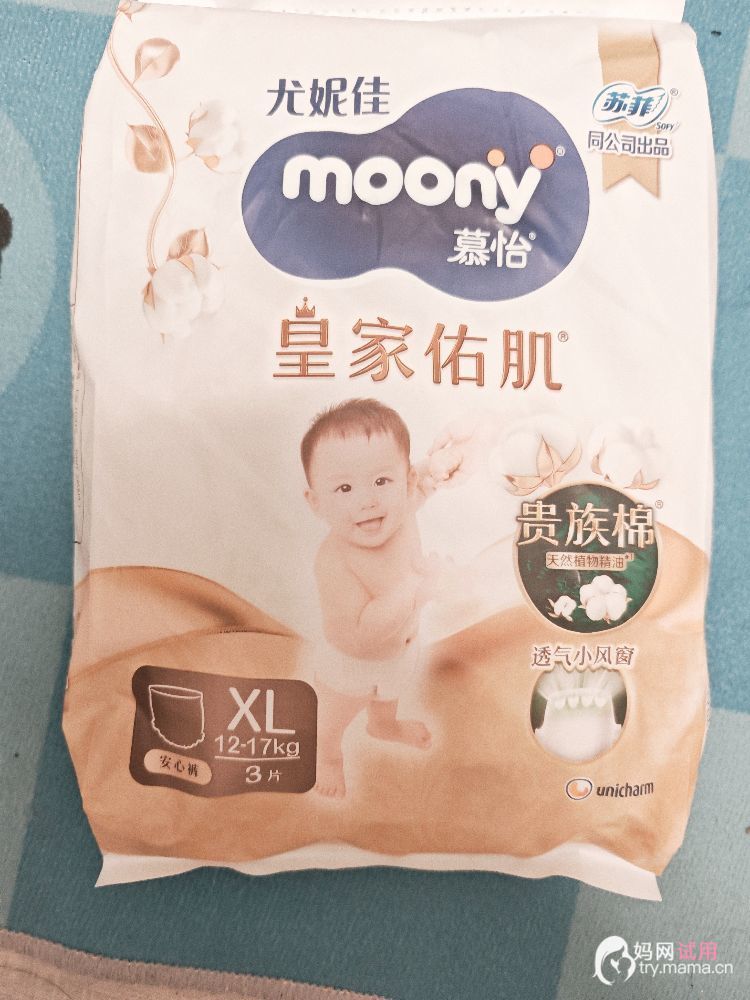 尤妮佳
moony®
慕怡®
苏菲®
SOFY
同公司出品
皇家佑肌®
贵族棉®
天然植物精油*1
透气小风窗
XL
12-17kg
3片
安心裤
unicharm
妈网试用
try.mama.cn